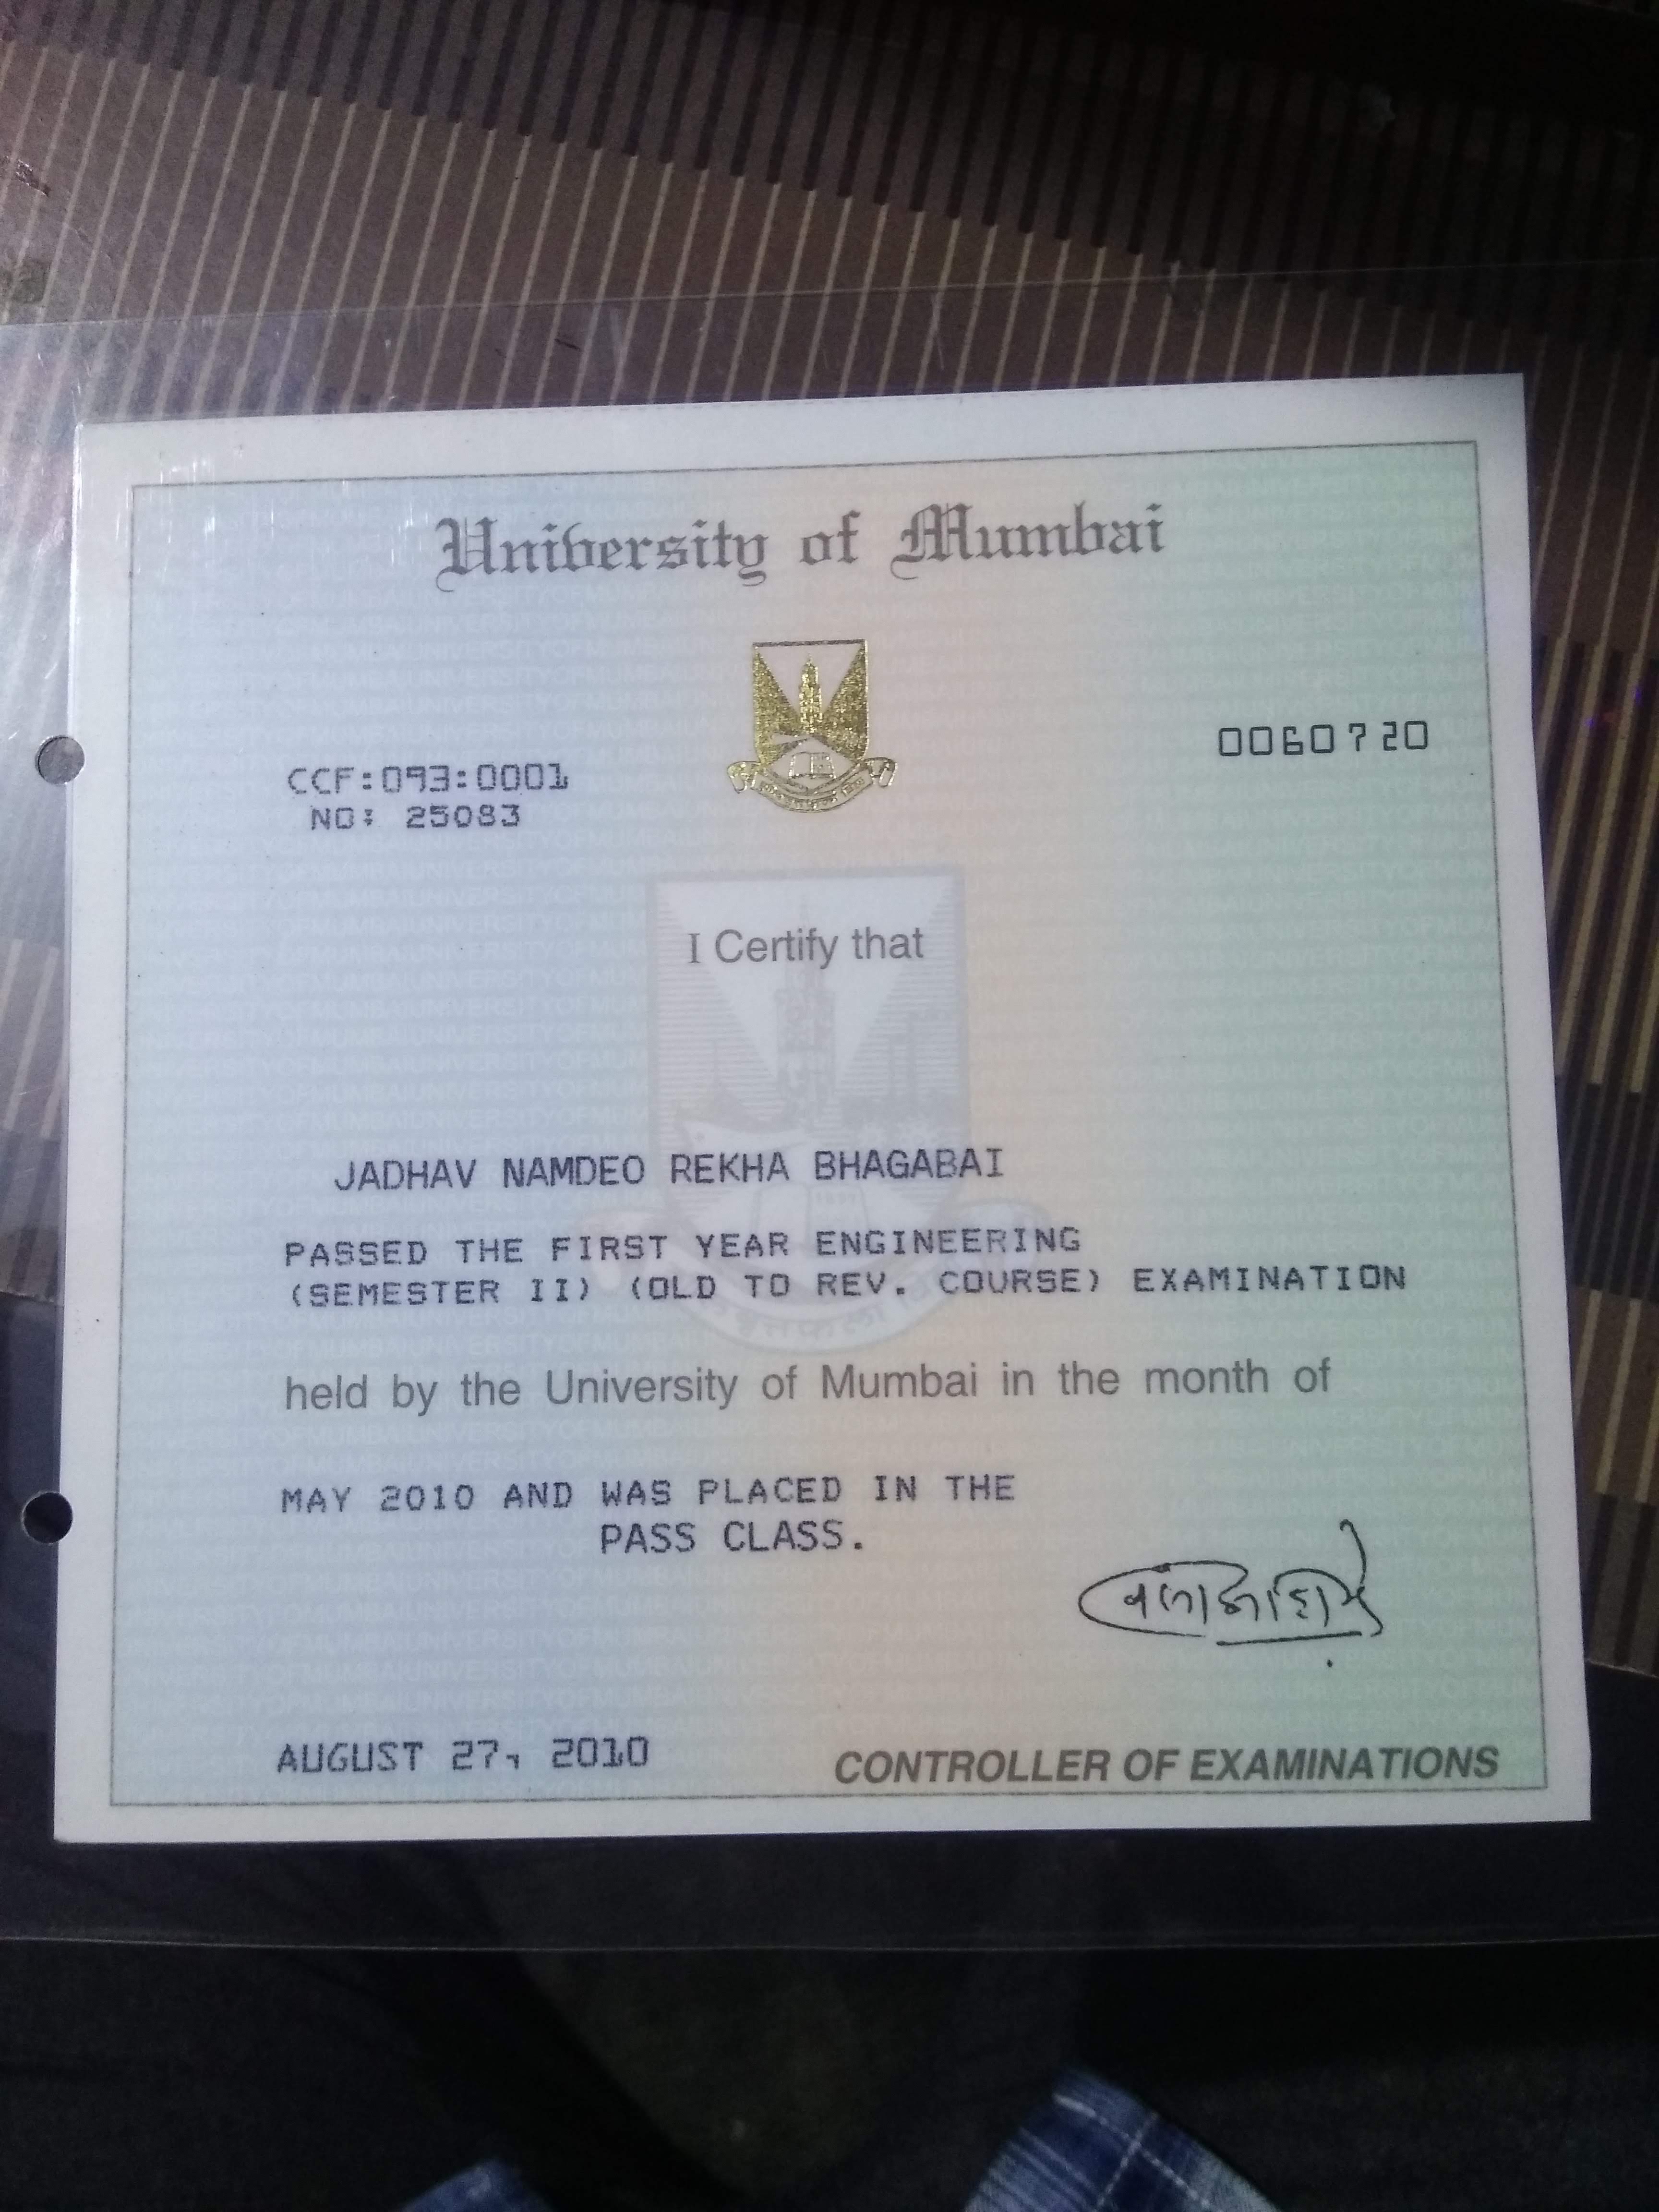 University of Mumbai
0060720
CCF:093:0001
NO: 25083
I Certify that
JADHAV NAMDEO REKHA BHAGABAI
PASSED THE FIRST YEAR ENGINEERING
(SEMESTER II) (OLD TO REV. COURSE) EXAMINATION
held by the University of Mumbai in the month of
MAY 2010 AND WAS PLACED IN THE
PASS CLASS.
AUGUST 27, 2010
CONTROLLER OF EXAMINATIONS